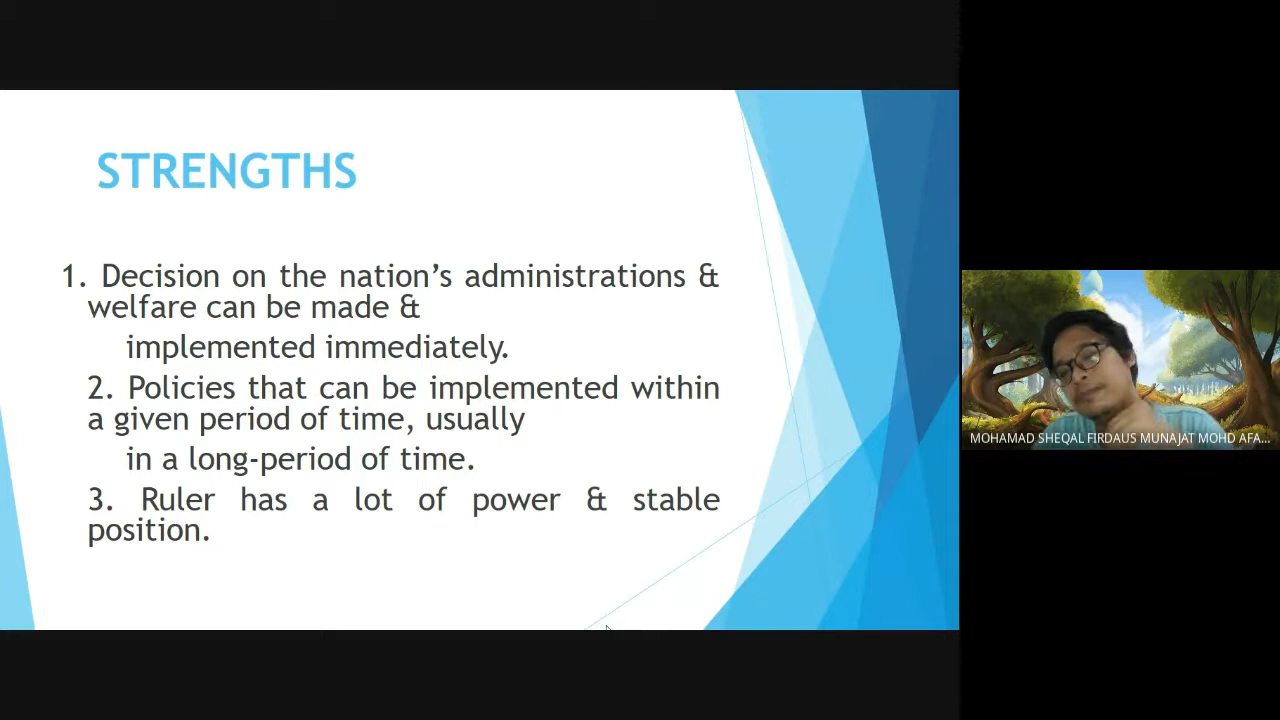 STRENGTHS
1. Decision on the nation’s administrations &
welfare can be made &
implemented immediately.
2. Policies that can be implemented within
a given period of time, usually
in a long-period of time.
3. Ruler has a lot of power & stable
position.
MOHAMAD SHEQAL FIRDAUS MUNAJAT MOHD AFA...